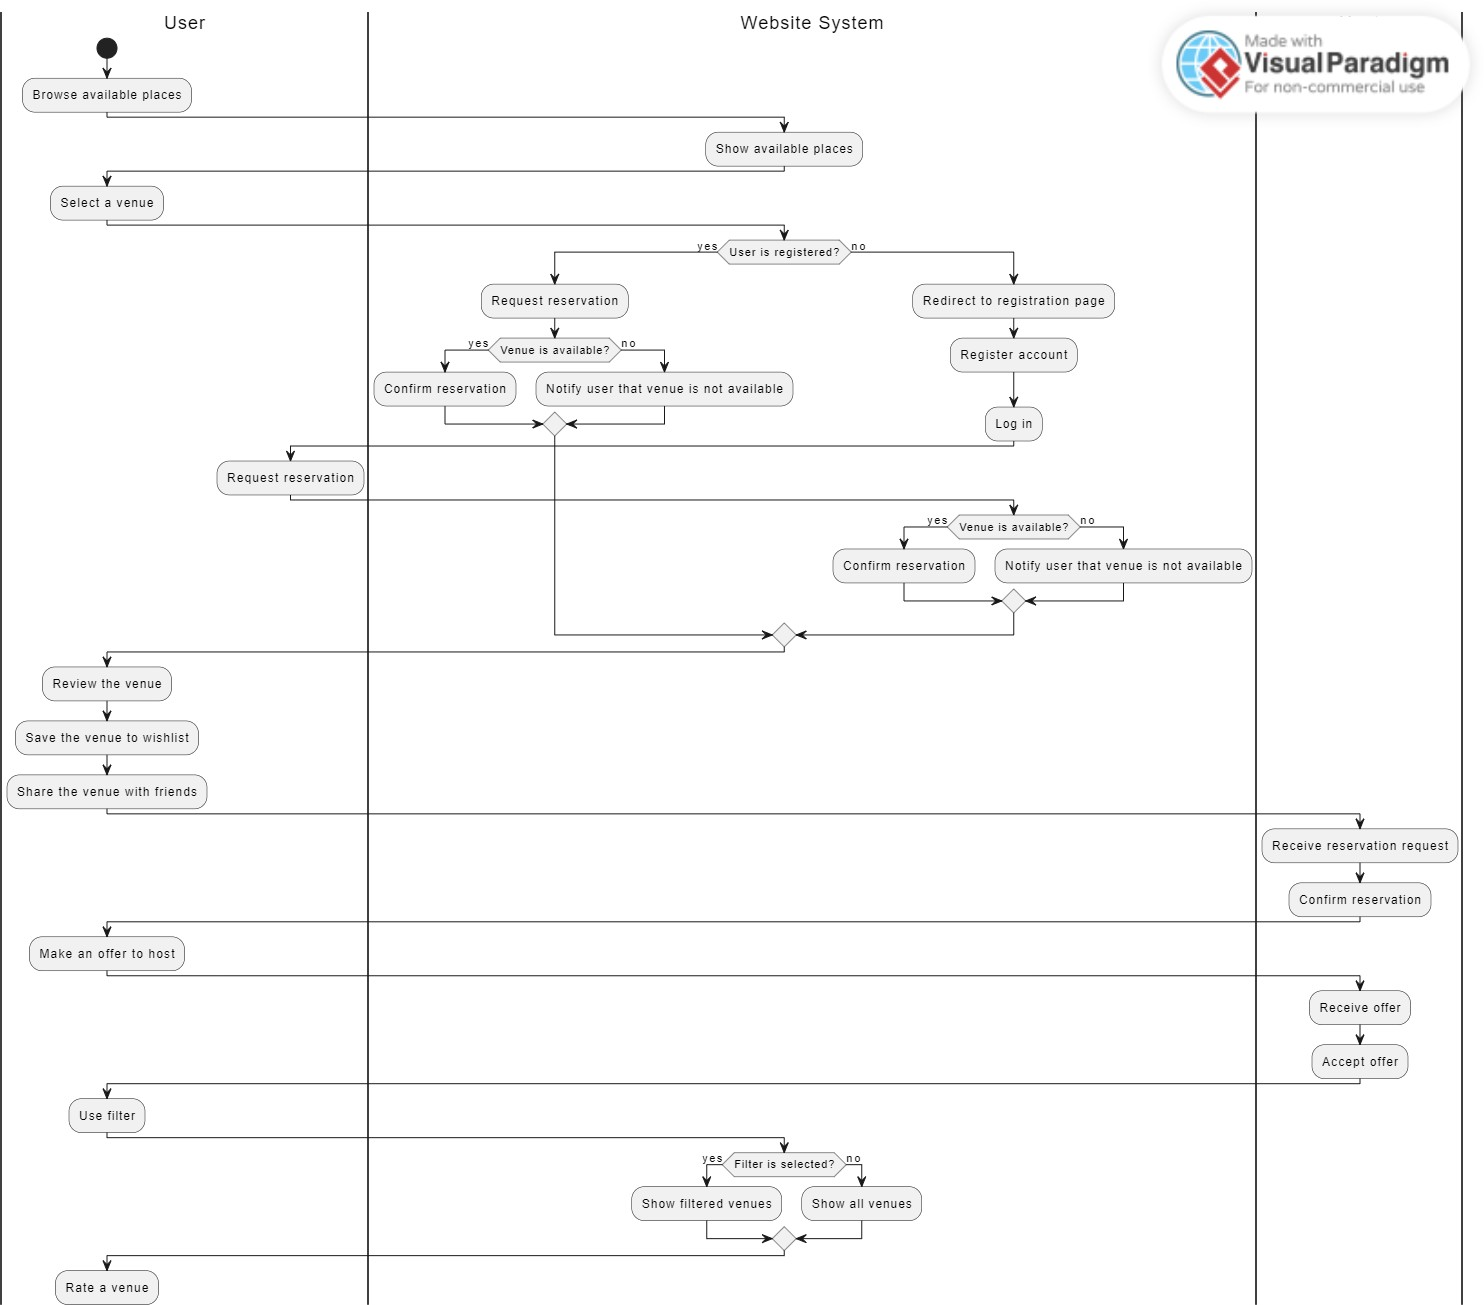 User
Website System
Made with
Visual Paradigm
For non-commercial use
Browse available places
Show available places
Select a venue
yes
User is registered?
no
Request reservation
Redirect to registration page
yes
Venue is available?
no
Register account
Confirm reservation
Notify user that venue is not available
Log in
Request reservation
yes
Venue is available?
no
Confirm reservation
Notify user that venue is not available
Review the venue
Save the venue to wishlist
Share the venue with friends
Receive reservation request
Confirm reservation
Make an offer to host
Receive offer
Accept offer
Use filter
yes
Filter is selected?
no
Show filtered venues
Show all venues
Rate a venue